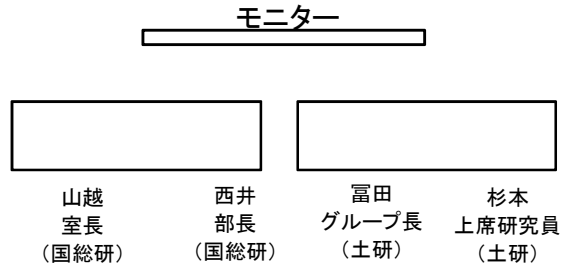 モニター
山越
室長
（国総研）
西井
部長
（国総研）
冨田
グループ長
（土研）
杉本
上席研究員
（土研）